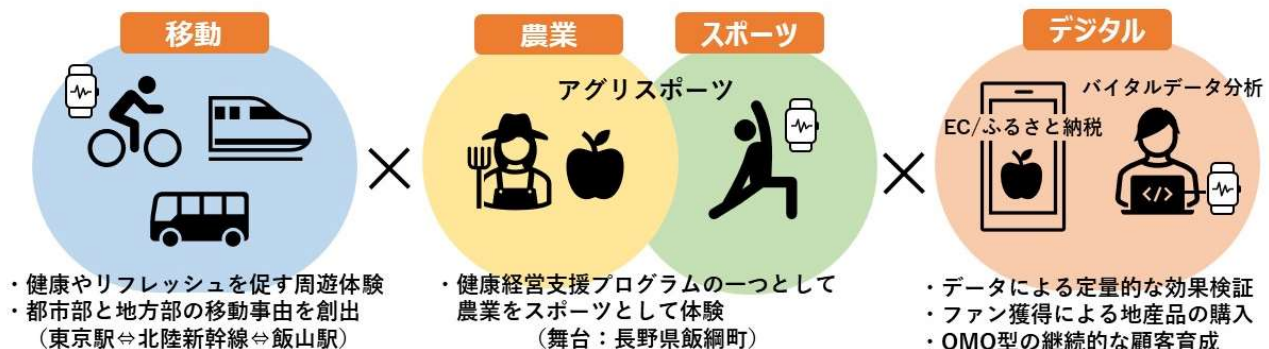 移動
・健康やリフレッシュを促す周遊体験
・都市部と地方部の移動事由を創出
（東京駅⇔北陸新幹線⇔飯山駅）
×
農業
スポーツ
アグリスポーツ
・健康経営支援プログラムの一つとして
農業をスポーツとして体験
（舞台：長野県飯綱町）
×
デジタル
バイタルデータ分析
EC/ふるさと納税
</>
・データによる定量的な効果検証
・ファン獲得による地産品の購入
・OMO型の継続的な顧客育成